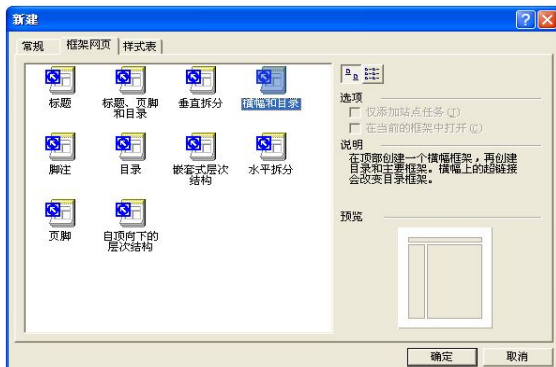 新建
常规 框架网页 样式表
标题 标题、页脚和目录 垂直拆分 横幅和目录
脚注 目录 嵌套式层次结构 水平拆分
页脚 自顶向下的层次结构
选项
仅添加站点任务(T)
在当前的框架中打开(C)
说明
在顶部创建一个横幅框架，再创建
目录和主要框架。横幅上的超链接
会改变目录框架。
预览
确定 取消